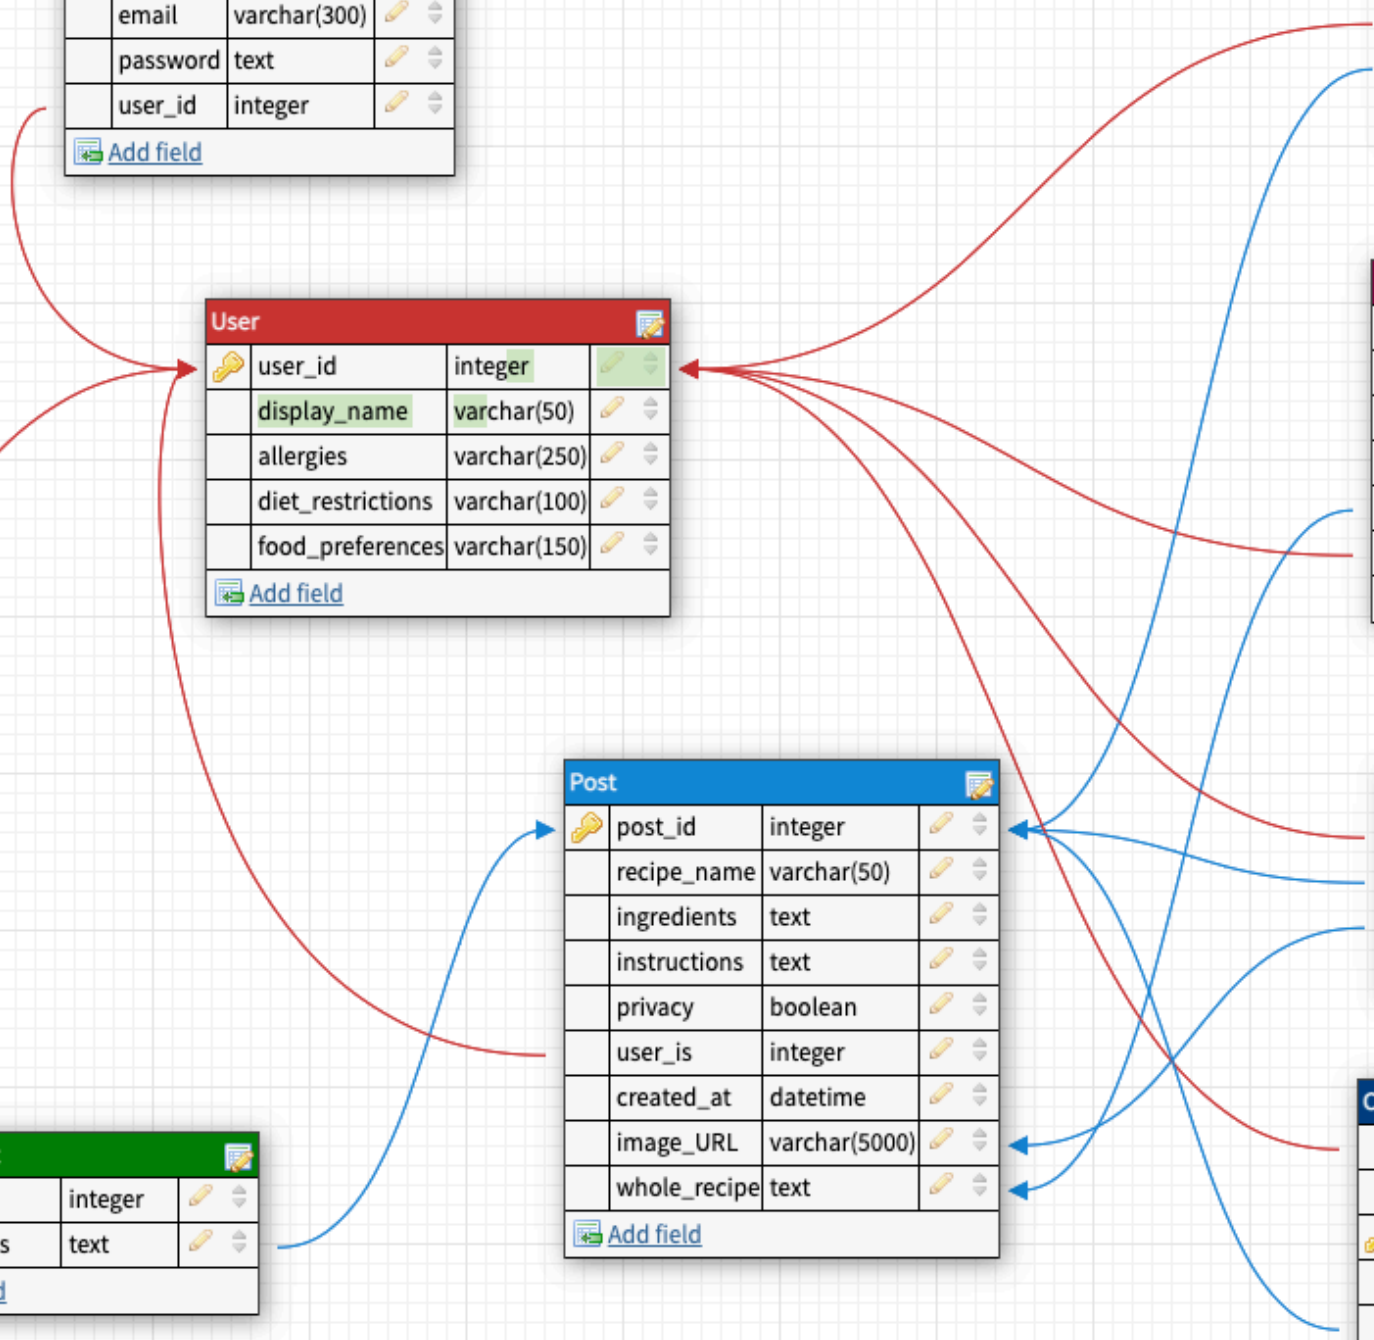 email varchar(300)
password text
user_id integer
Add field
User
user_id integer
display_name varchar(50)
allergies varchar(250)
diet_restrictions varchar(100)
food_preferences varchar(150)
Add field
Post
post_id integer
recipe_name varchar(50)
ingredients text
instructions text
privacy boolean
user_is integer
created_at datetime
image_URL varchar(5000)
whole_recipe text
Add field
integer
s text
d